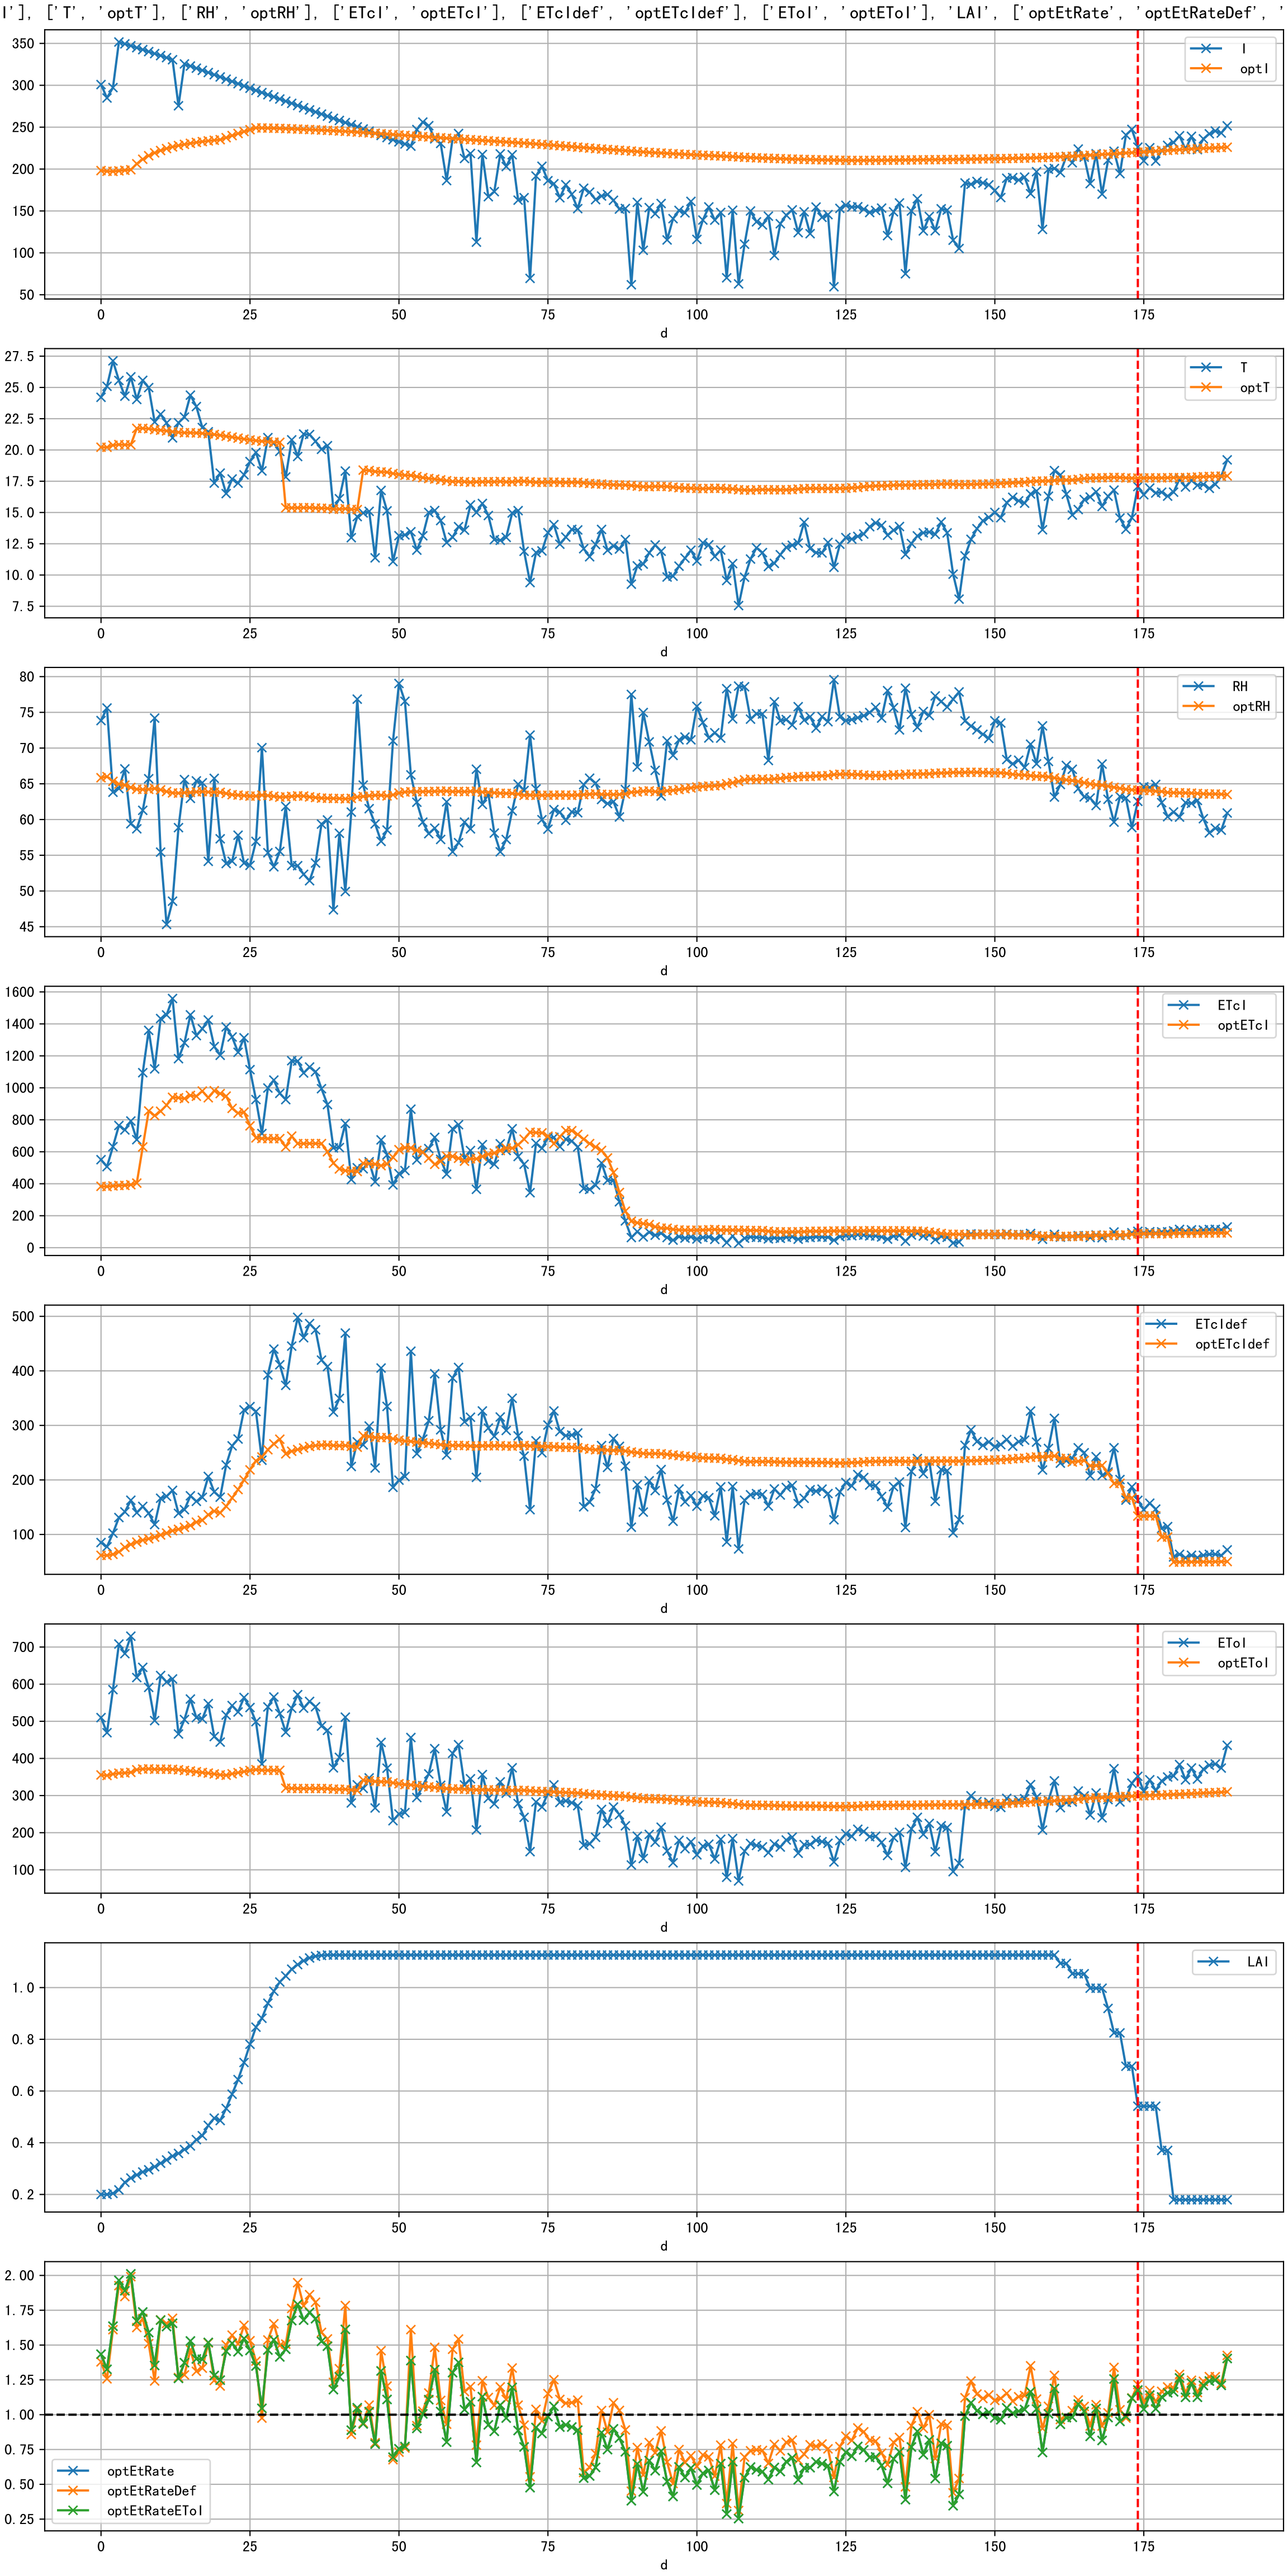 I'], ['T', 'optT'], ['RH', 'optRH'], ['ETcI', 'optETcI'], ['ETcIdef', 'optETcIdef'], ['EToI', 'optEToI'], 'LAI', ['optEtRate', 'optEtRateDef', '
I
optI
350
300
250
200
150
100
50
0 25 50 75 100 125 150 175
d
T
optT
27.5
25.0
22.5
20.0
17.5
15.0
12.5
10.0
7.5
0 25 50 75 100 125 150 175
d
RH
optRH
80
75
70
65
60
55
50
45
0 25 50 75 100 125 150 175
d
ETcI
optETcI
1600
1400
1200
1000
800
600
400
200
0
0 25 50 75 100 125 150 175
d
ETcIdef
optETcIdef
500
400
300
200
100
0 25 50 75 100 125 150 175
d
EToI
optEToI
700
600
500
400
300
200
100
0 25 50 75 100 125 150 175
d
LAI
1.0
0.8
0.6
0.4
0.2
0 25 50 75 100 125 150 175
d
2.00
1.75
1.50
1.25
1.00
0.75
0.50
0.25
optEtRate
optEtRateDef
optEtRateEToI
0 25 50 75 100 125 150 175
d